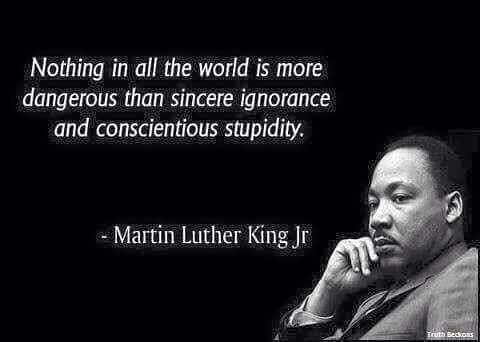 Nothing in all the world is more
dangerous than sincere ignorance
and conscientious stupidity.
- Martin Luther King Jr
Truth Beckons